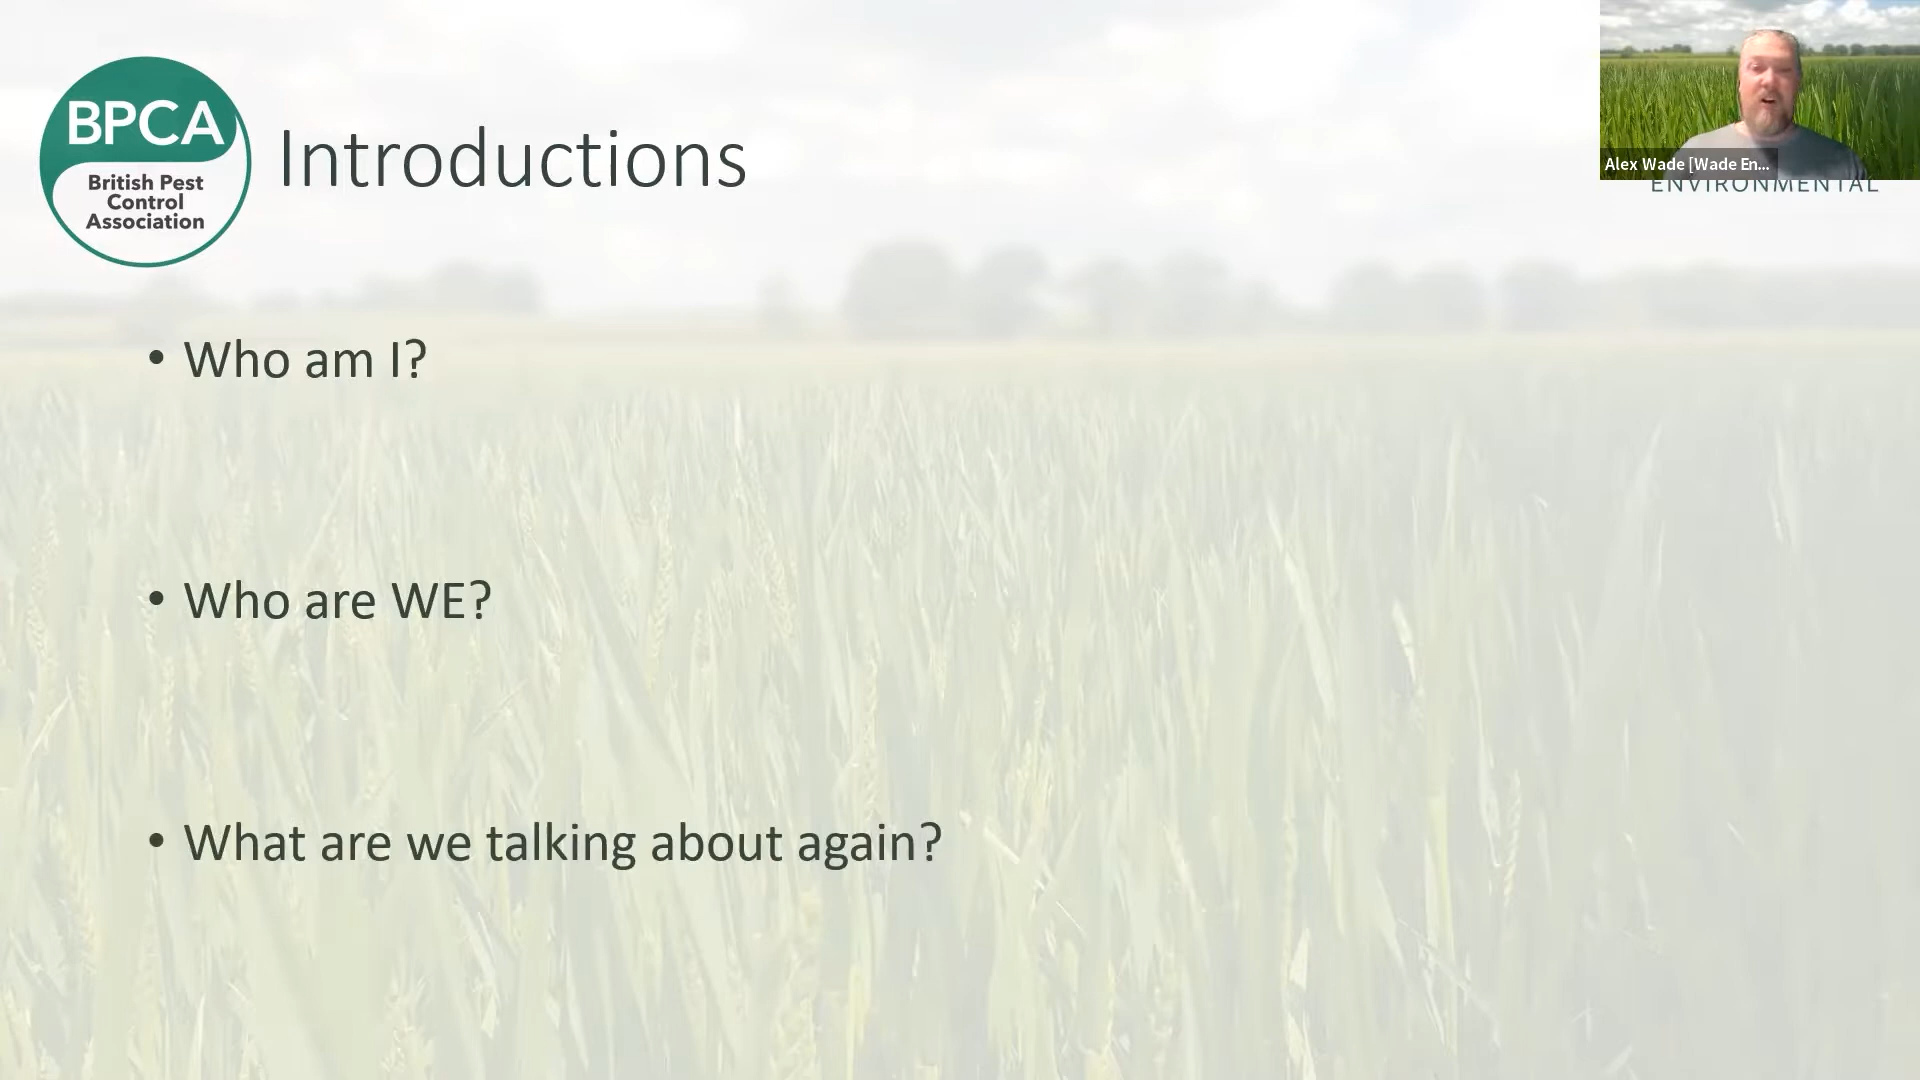 BPCA
British Pest
Control
Association
Introductions
Alex Wade [Wade En...
ENVIRONMENTAL
• Who am I?
• Who are WE?
• What are we talking about again?